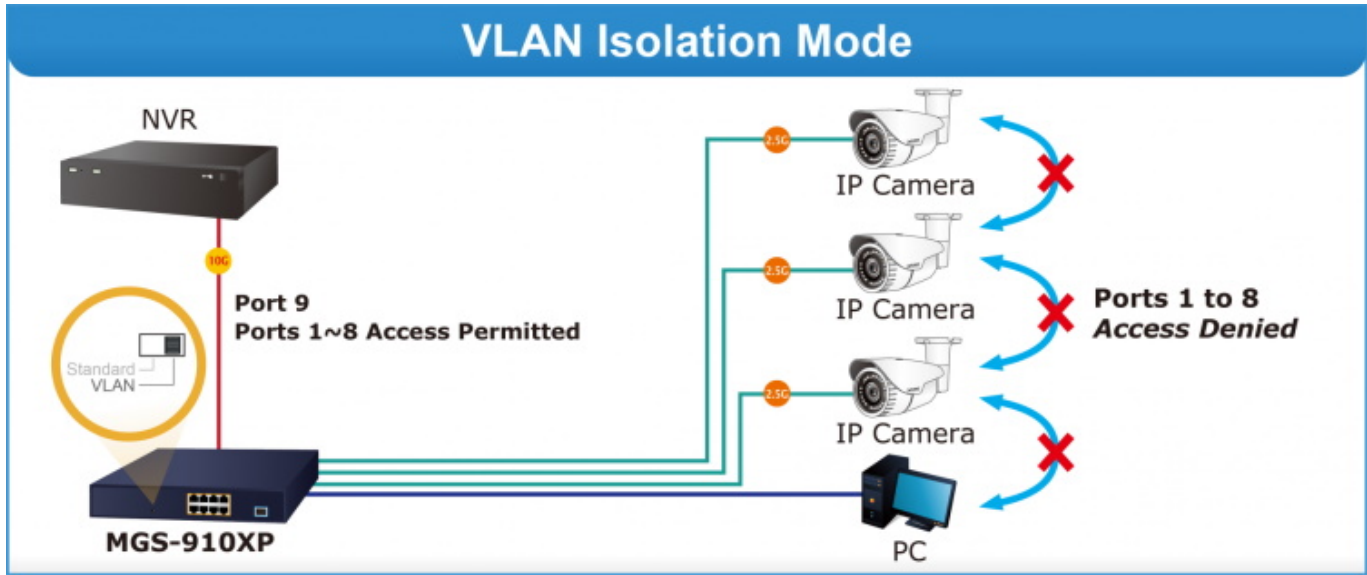 VLAN Isolation Mode
NVR
10G
Port 9
Ports 1~8 Access Permitted
Standard
VLAN
MGS-910XP
2.5G
IP Camera
2.5G
IP Camera
2.5G
IP Camera
PC
Ports 1 to 8
Access Denied